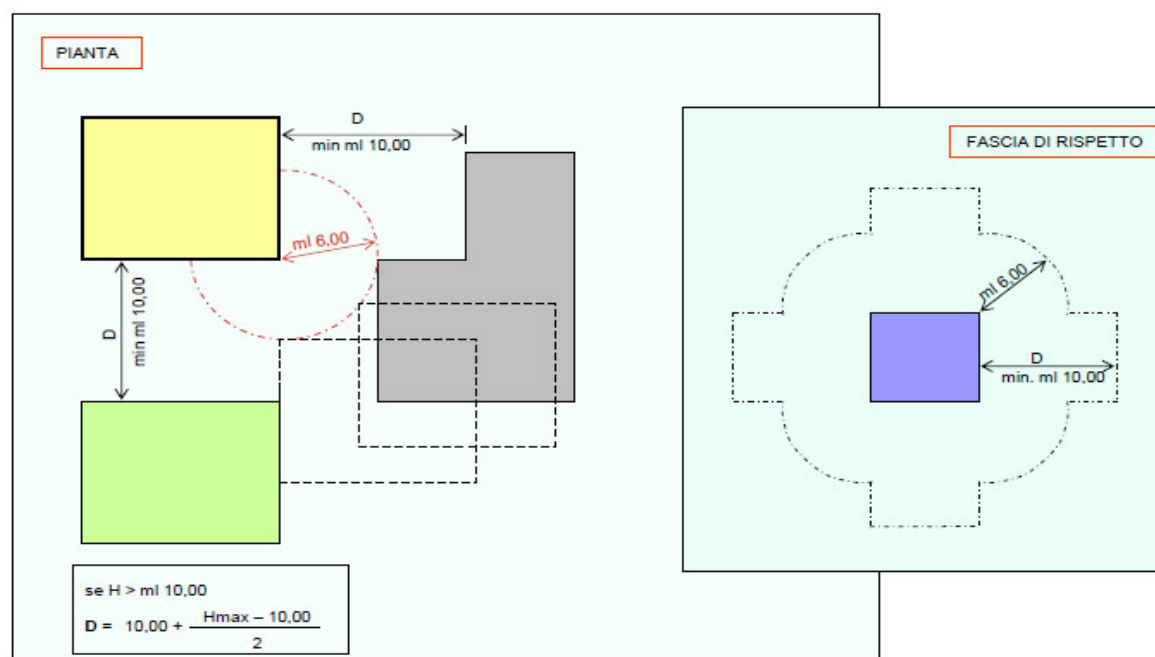 PIANTA
D
min ml 10,00
ml 6,00
D
min ml 10,00
se H > ml 10,00
D = 10,00 + Hmax – 10,00
2
FASCIA DI RISPETTO
ml 6,00
D
min. ml 10,00